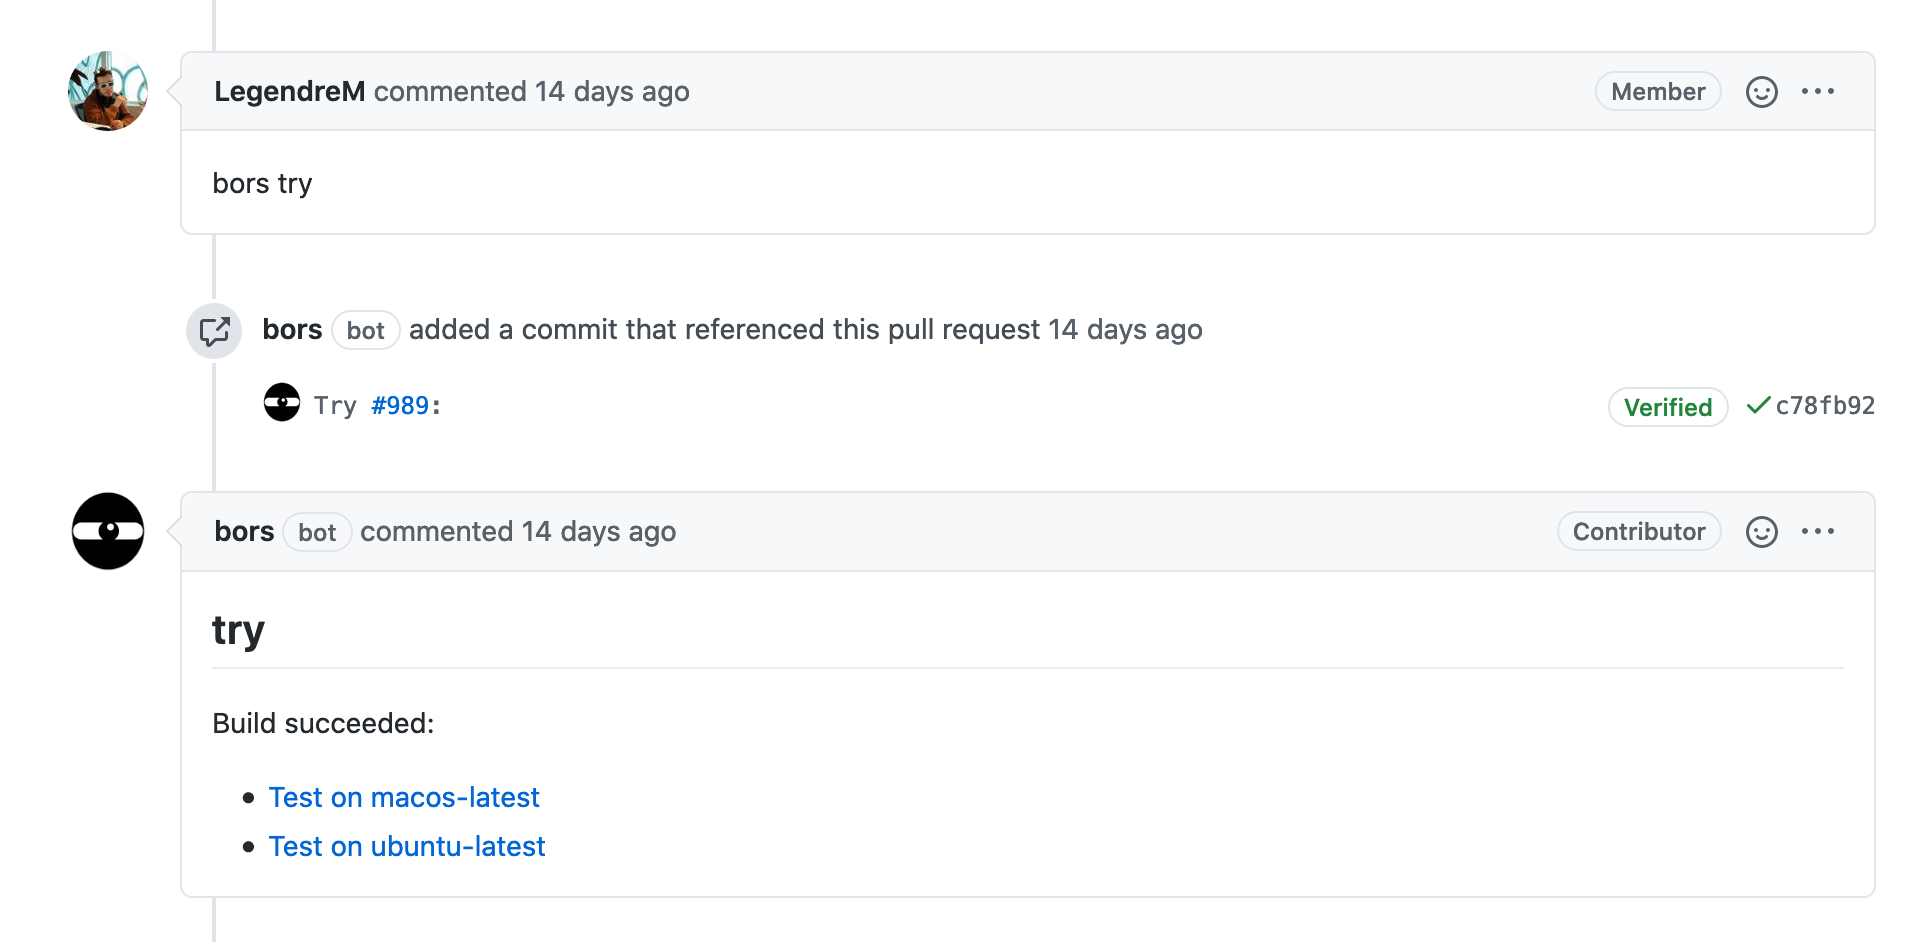 LegendreM commented 14 days ago Member
bors try
bors bot added a commit that referenced this pull request 14 days ago
Try #989: Verified c78fb92
bors bot commented 14 days ago Contributor
try
Build succeeded:
Test on macos-latest
Test on ubuntu-latest